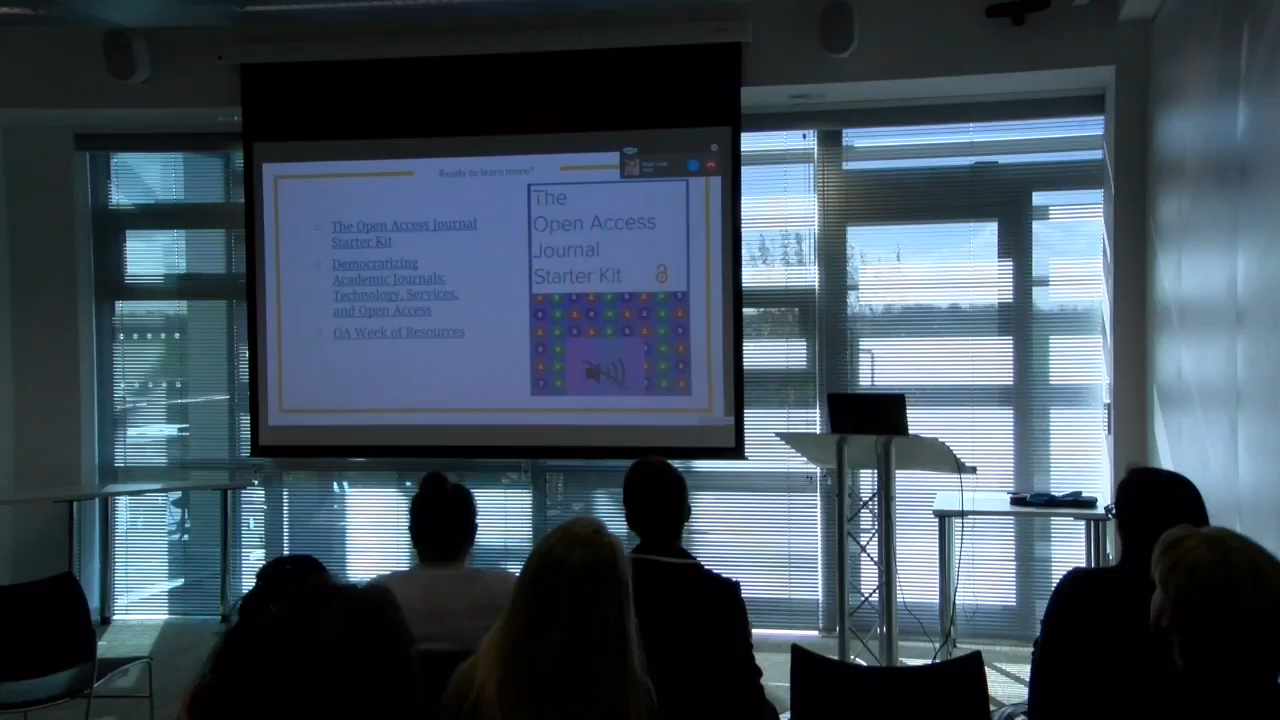 Ready to learn more?
The Open Access Journal
Starter Kit
Democratizing
Academic Journals:
Technology, Services,
and Open Access
OA Week of Resources
The
Open Access
Journal
Starter Kit